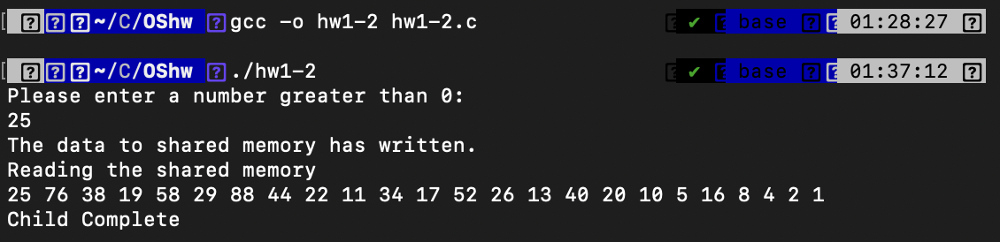 ~/C/OShw gcc -o hw1-2 hw1-2.c ✔ base 01:28:27
~/C/OShw ./hw1-2 ✔ base 01:37:12
Please enter a number greater than 0:
25
The data to shared memory has written.
Reading the shared memory
25 76 38 19 58 29 88 44 22 11 34 17 52 26 13 40 20 10 5 16 8 4 2 1
Child Complete